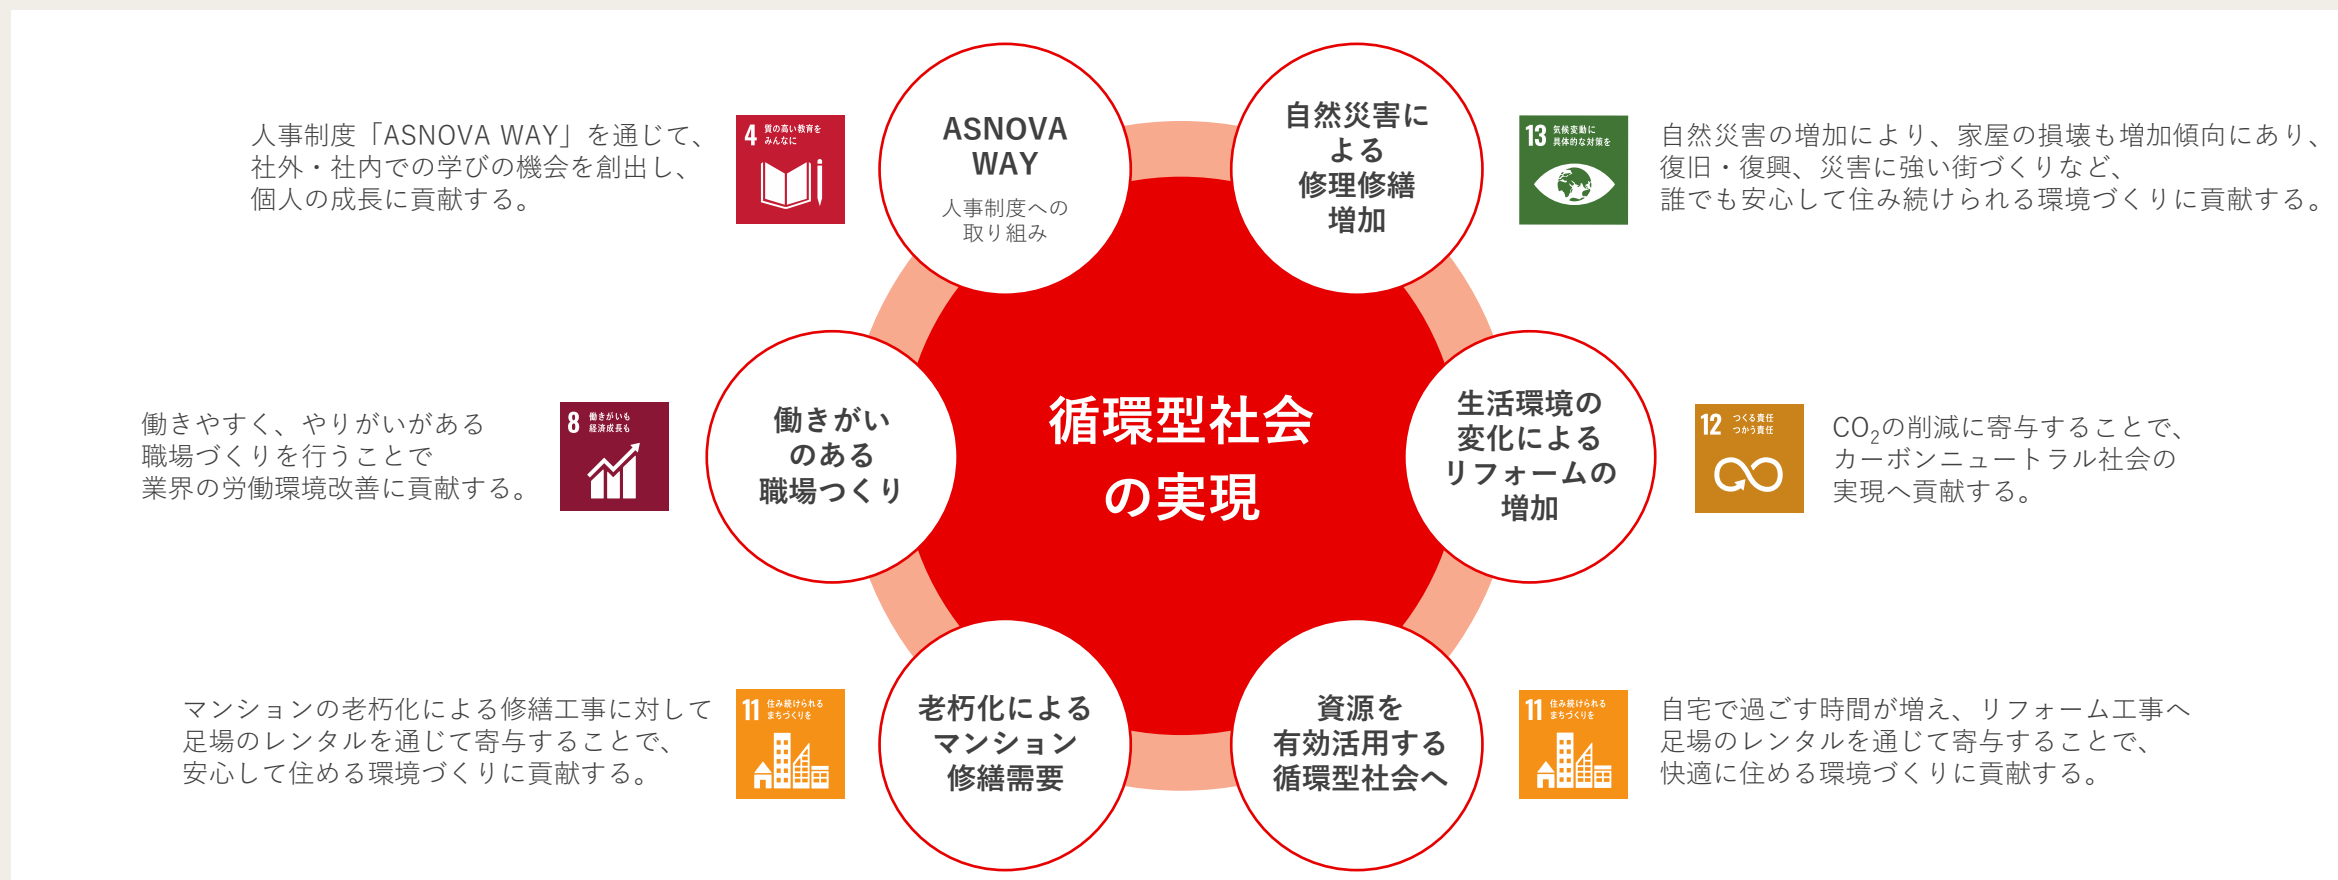 人事制度「ASNOVA WAY」を通じて、
社外・社内での学びの機会を創出し、
個人の成長に貢献する。
4 質の高い教育を
みんなに
ASNOVA
WAY
人事制度への
取り組み
自然災害に
よる
修理修繕
増加
13 気候変動に
具体的な対策を
自然災害の増加により、家屋の損壊も増加傾向にあり、
復旧・復興、災害に強い街づくりなど、
誰でも安心して住み続けられる環境づくりに貢献する。
働きやすく、やりがいがある
職場づくりを行うことで
業界の労働環境改善に貢献する。
8 働きがいも
経済成長も
働きがい
のある
職場つくり
循環型社会
の実現
生活環境の
変化による
リフォームの
増加
12 つくる責任
つかう責任
CO₂の削減に寄与することで、
カーボンニュートラル社会の
実現へ貢献する。
マンションの老朽化による修繕工事に対して
足場のレンタルを通じて寄与することで、
安心して住める環境づくりに貢献する。
11 住み続けられる
まちづくりを
老朽化による
マンション
修繕需要
資源を
有効活用する
循環型社会へ
11 住み続けられる
まちづくりを
自宅で過ごす時間が増え、リフォーム工事へ
足場のレンタルを通じて寄与することで、
快適に住める環境づくりに貢献する。